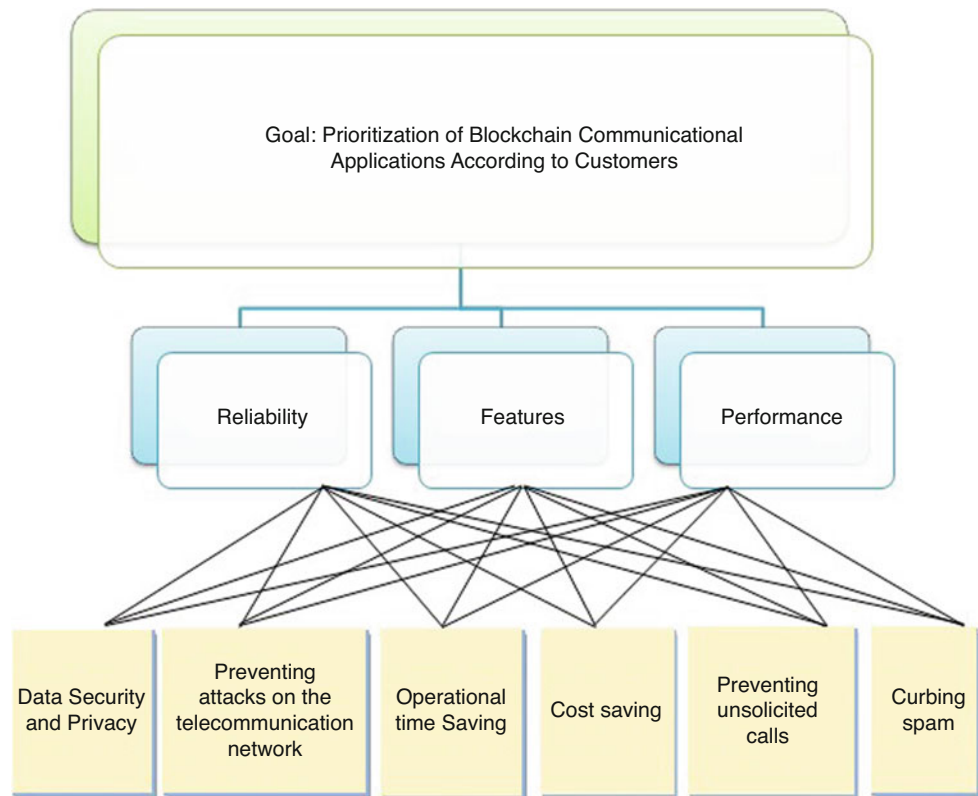 Goal: Prioritization of Blockchain Communicational
Applications According to Customers
Reliability
Features
Performance
Data Security
and Privacy
Preventing
attacks on the
telecommunication
network
Operational
time Saving
Cost saving
Preventing
unsolicited
calls
Curbing
spam